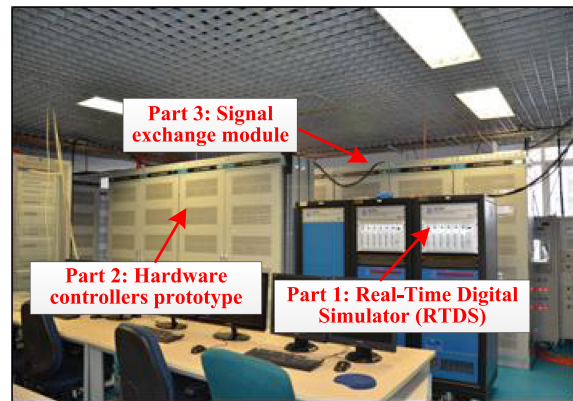 Part 3: Signal
exchange module
Part 2: Hardware
controllers prototype
Part 1: Real-Time Digital
Simulator (RTDS)